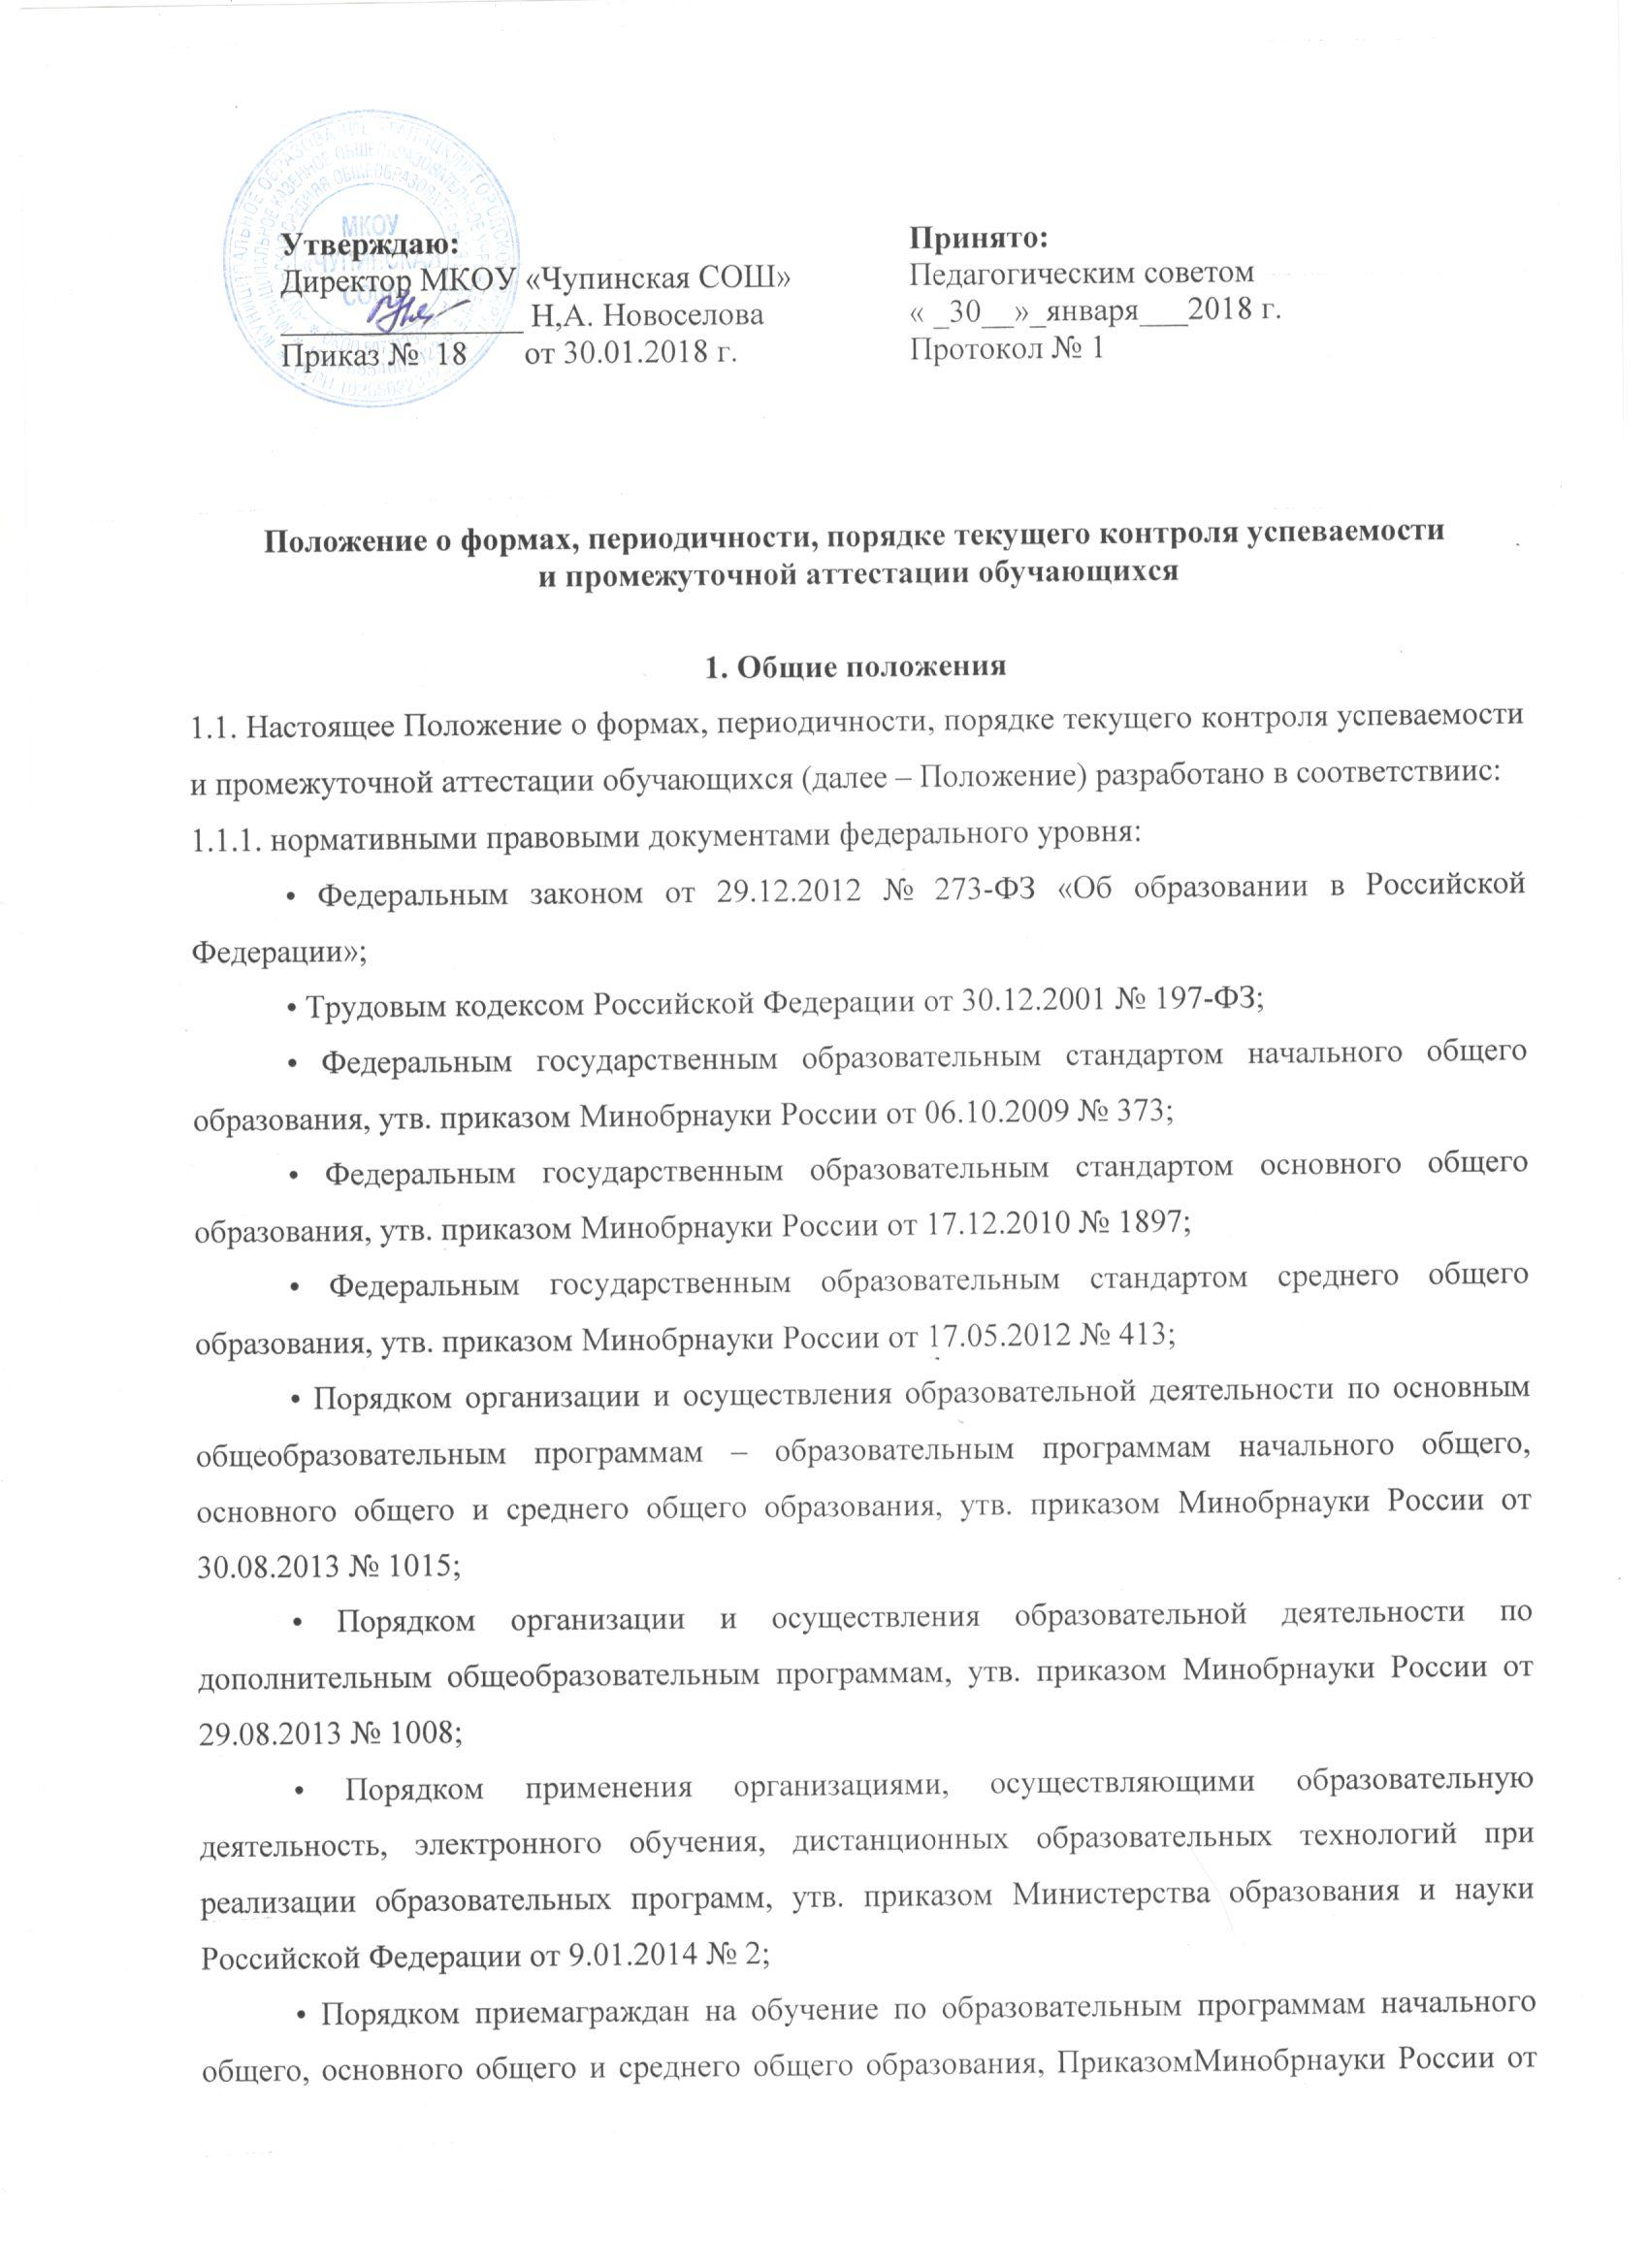 МКОУ
«ЧУПИНСКАЯ
СОШ»
Утверждаю:
Директор МКОУ «Чупинская СОШ»
_______________ Н,А. Новоселова
Приказ № 18 от 30.01.2018 г.
Принято:
Педагогическим советом
« _30__»_января___2018 г.
Протокол № 1
Положение о формах, периодичности, порядке текущего контроля успеваемости
и промежуточной аттестации обучающихся
1. Общие положения
1.1. Настоящее Положение о формах, периодичности, порядке текущего контроля успеваемости
и промежуточной аттестации обучающихся (далее – Положение) разработано в соответствиис:
1.1.1. нормативными правовыми документами федерального уровня:
• Федеральным законом от 29.12.2012 № 273-ФЗ «Об образовании в Российской
Федерации»;
• Трудовым кодексом Российской Федерации от 30.12.2001 № 197-ФЗ;
• Федеральным государственным образовательным стандартом начального общего
образования, утв. приказом Минобрнауки России от 06.10.2009 № 373;
• Федеральным государственным образовательным стандартом основного общего
образования, утв. приказом Минобрнауки России от 17.12.2010 № 1897;
• Федеральным государственным образовательным стандартом среднего общего
образования, утв. приказом Минобрнауки России от 17.05.2012 № 413;
• Порядком организации и осуществления образовательной деятельности по основным
общеобразовательным программам – образовательным программам начального общего,
основного общего и среднего общего образования, утв. приказом Минобрнауки России от
30.08.2013 № 1015;
• Порядком организации и осуществления образовательной деятельности по
дополнительным общеобразовательным программам, утв. приказом Минобрнауки России от
29.08.2013 № 1008;
• Порядком применения организациями, осуществляющими образовательную
деятельность, электронного обучения, дистанционных образовательных технологий при
реализации образовательных программ, утв. приказом Министерства образования и науки
Российской Федерации от 9.01.2014 № 2;
• Порядком приемаграждан на обучение по образовательным программам начального
общего, основного общего и среднего общего образования, ПриказомМинобрнауки России от